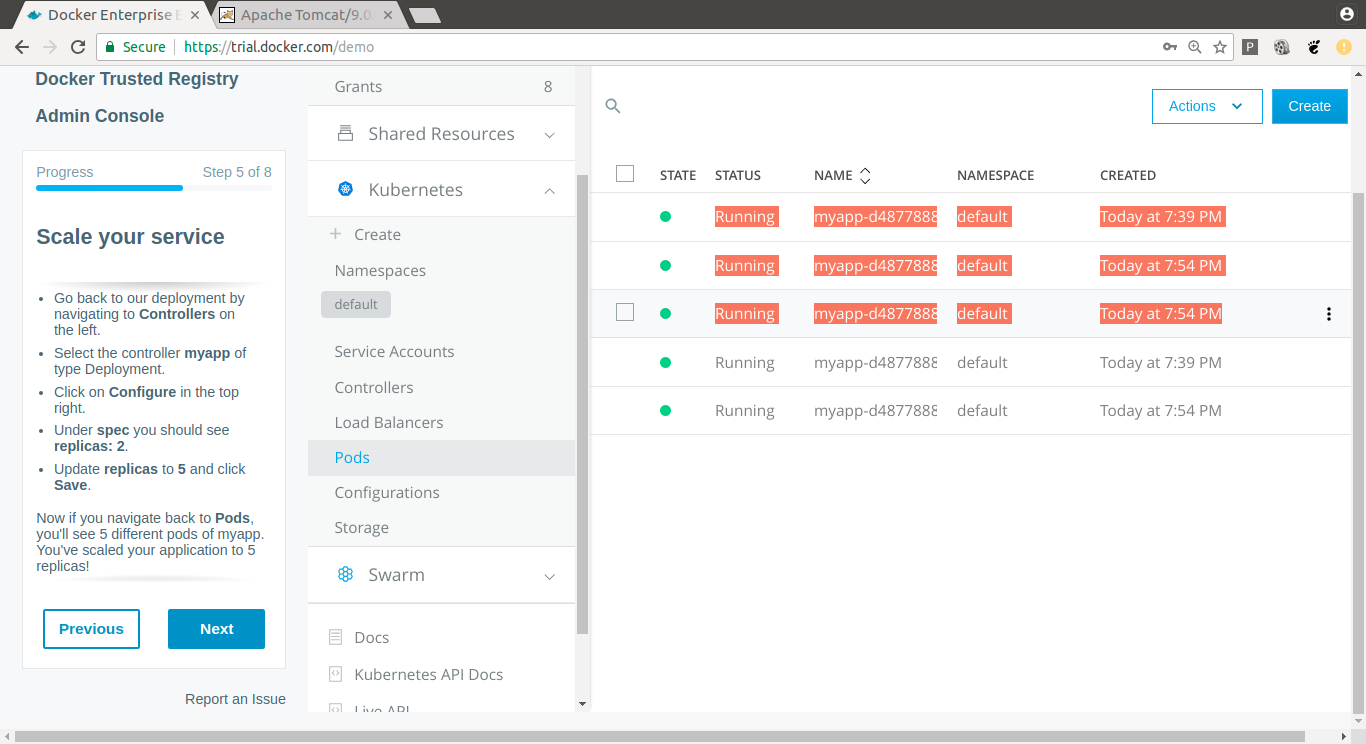 Docker Enterprise E
Apache Tomcat/9.0.
Secure
https://trial.docker.com/demo
P
Docker Trusted Registry
Admin Console
Progress
Step 5 of 8
Scale your service
• Go back to our deployment by
navigating to Controllers on
the left.
• Select the controller myapp of
type Deployment.
• Click on Configure in the top
right.
• Under spec you should see
replicas: 2.
• Update replicas to 5 and click
Save.
Now if you navigate back to Pods,
you'll see 5 different pods of myapp.
You've scaled your application to 5
replicas!
Previous
Next
Report an Issue
Grants 8
Shared Resources
Kubernetes
+ Create
Namespaces
default
Service Accounts
Controllers
Load Balancers
Pods
Configurations
Storage
Swarm
Docs
Kubernetes API Docs
Live API
Actions
Create
STATE STATUS NAME NAMESPACE CREATED
Running myapp-d4877888 default Today at 7:39 PM
Running myapp-d4877888 default Today at 7:54 PM
Running myapp-d4877888 default Today at 7:54 PM
Running myapp-d4877888 default Today at 7:39 PM
Running myapp-d4877888 default Today at 7:54 PM